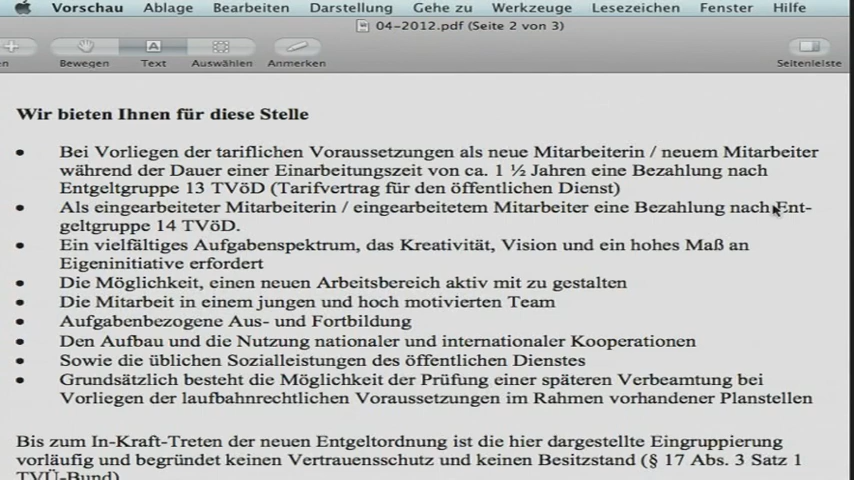 Vorschau Ablage Bearbeiten Darstellung Gehe zu Werkzeuge Lesezeichen Fenster Hilfe
04-2012.pdf (Seite 2 von 3)
Bewegen Text Auswählen Anmerken Seitenleiste
Wir bieten Ihnen für diese Stelle
• Bei Vorliegen der tariflichen Voraussetzungen als neue Mitarbeiterin / neuem Mitarbeiter
während der Dauer einer Einarbeitungszeit von ca. 1 ½ Jahren eine Bezahlung nach
Entgeltgruppe 13 TVöD (Tarifvertrag für den öffentlichen Dienst)
• Als eingearbeiteter Mitarbeiterin / eingearbeitetem Mitarbeiter eine Bezahlung nach Ent-
geltgruppe 14 TVöD.
• Ein vielfältiges Aufgabenspektrum, das Kreativität, Vision und ein hohes Maß an
Eigeninitiative erfordert
• Die Möglichkeit, einen neuen Arbeitsbereich aktiv mit zu gestalten
• Die Mitarbeit in einem jungen und hoch motivierten Team
• Aufgabenbezogene Aus- und Fortbildung
• Den Aufbau und die Nutzung nationaler und internationaler Kooperationen
• Sowie die üblichen Sozialleistungen des öffentlichen Dienstes
• Grundsätzlich besteht die Möglichkeit der Prüfung einer späteren Verbeamtung bei
Vorliegen der laufbahnrechtlichen Voraussetzungen im Rahmen vorhandener Planstellen
Bis zum In-Kraft-Treten der neuen Entgeltordnung ist die hier dargestellte Eingruppierung
vorläufig und begründet keinen Vertrauensschutz und keinen Besitzstand (§ 17 Abs. 3 Satz 1
TVÜ-Bund)